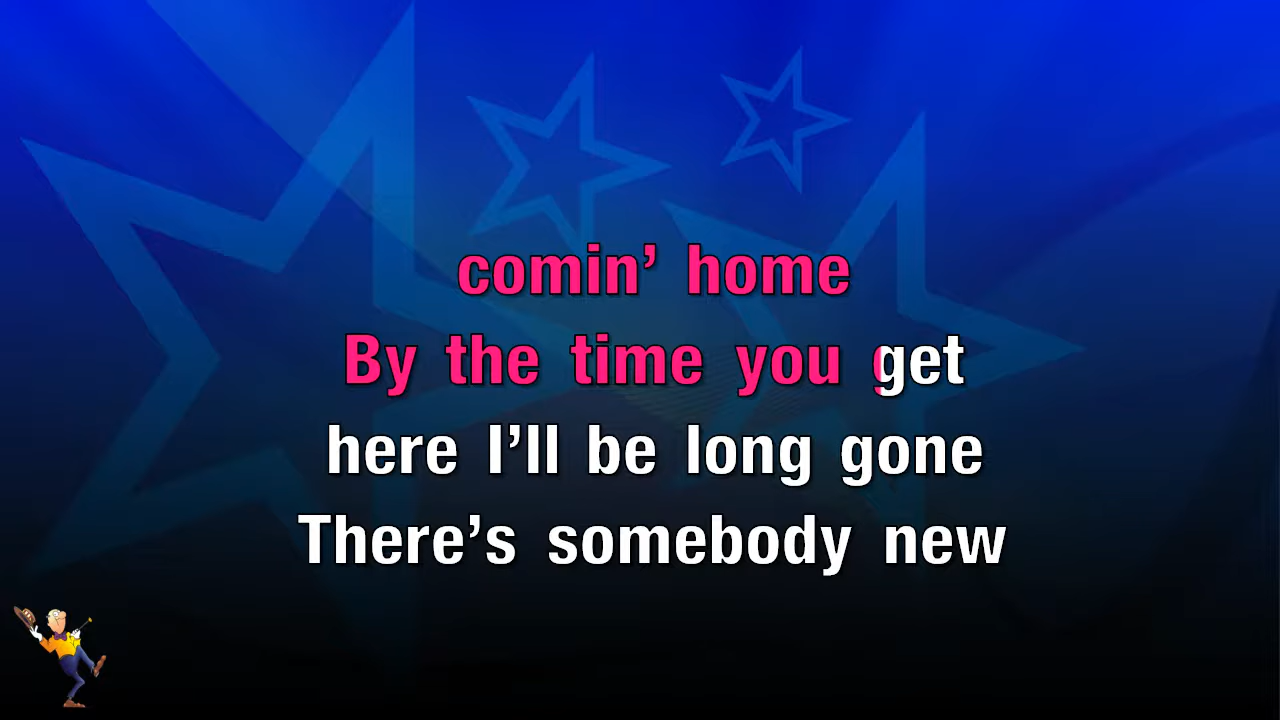 comin’ home
By the time you get
here I’ll be long gone
There’s somebody new